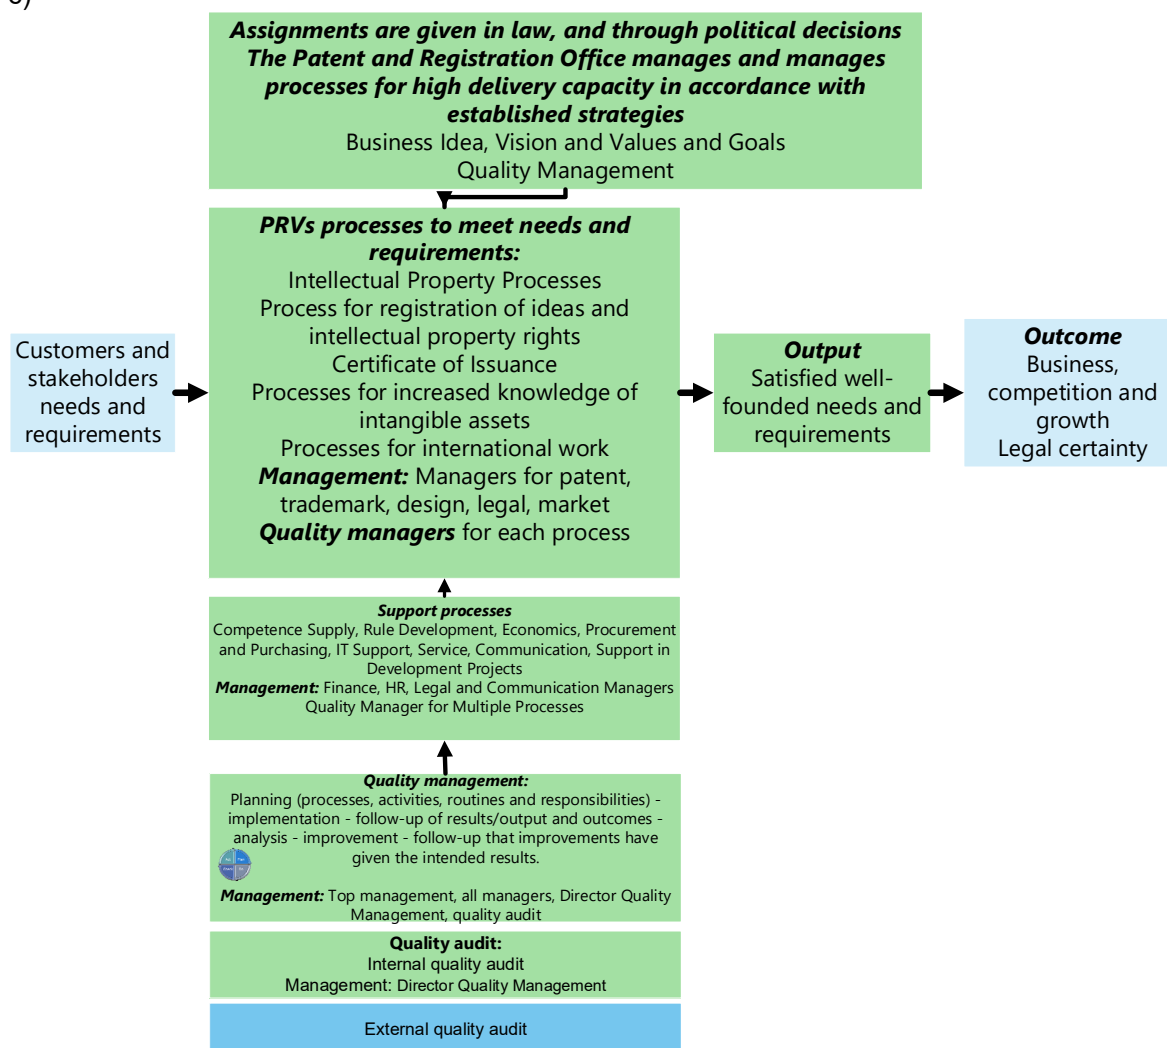 c)
Assignments are given in law, and through political decisions
The Patent and Registration Office manages and manages
processes for high delivery capacity in accordance with
established strategies
Business Idea, Vision and Values and Goals
Quality Management
PRVs processes to meet needs and
requirements:
Intellectual Property Processes
Process for registration of ideas and
intellectual property rights
Certificate of Issuance
Processes for increased knowledge of
intangible assets
Processes for international work
Management: Managers for patent,
trademark, design, legal, market
Quality managers for each process
Customers and
stakeholders
needs and
requirements
Output
Satisfied well-
founded needs and
requirements
Outcome
Business,
competition and
growth
Legal certainty
Support processes
Competence Supply, Rule Development, Economics, Procurement
and Purchasing, IT Support, Service, Communication, Support in
Development Projects
Management: Finance, HR, Legal and Communication Managers
Quality Manager for Multiple Processes
Quality management:
Planning (processes, activities, routines and responsibilities) -
implementation - follow-up of results/output and outcomes -
analysis - improvement - follow-up that improvements have
given the intended results.
Management: Top management, all managers, Director Quality
Management, quality audit
Quality audit:
Internal quality audit
Management: Director Quality Management
External quality audit